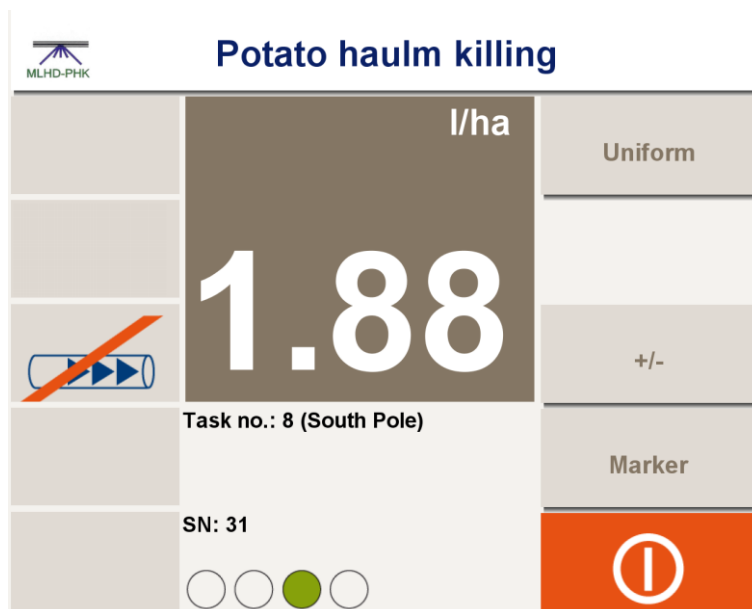 MLHD-PHK
Potato haulm killing
l/ha
1.88
Uniform
+/-
Marker
Task no.: 8 (South Pole)
SN: 31